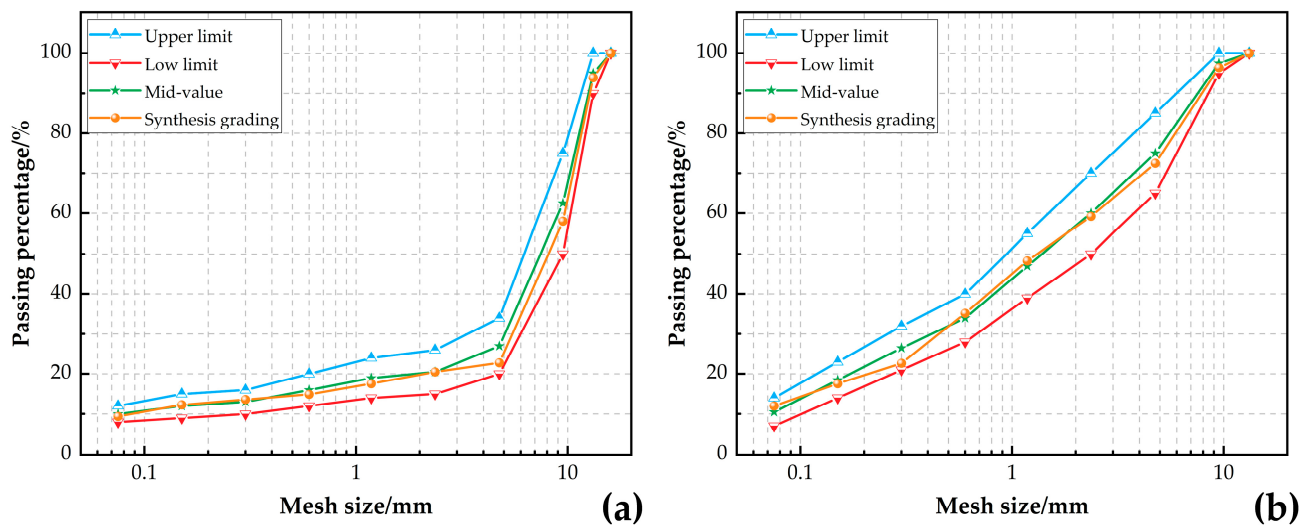 Upper limit
Low limit
Mid-value
Synthesis grading
100
80
60
40
20
0
0.1
1
10
Passing percentage/%
Mesh size/mm
(a)
Upper limit
Low limit
Mid-value
Synthesis grading
100
80
60
40
20
0
0.1
1
10
Passing percentage/%
Mesh size/mm
(b)